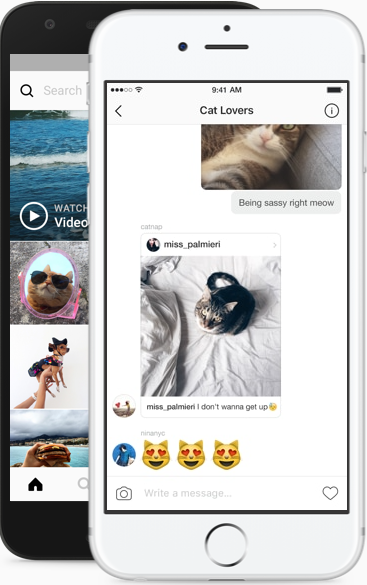 Search
WATCH
Video
9:41 AM
Cat Lovers
Being sassy right meow
catnap
miss_palmieri
miss_palmieri I don't wanna get up😪
ninanyc
Write a message...